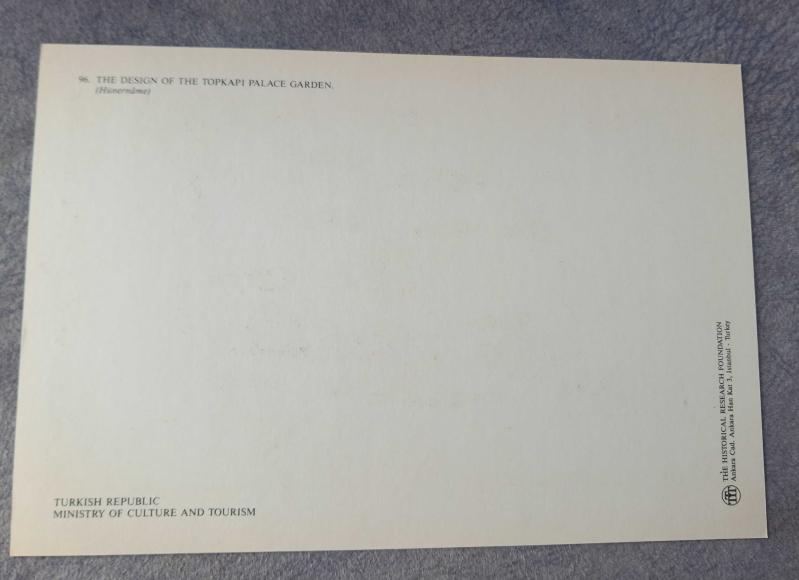 96. THE DESIGN OF THE TOPKAPI PALACE GARDEN.
(Hünernâme)
TURKISH REPUBLIC
MINISTRY OF CULTURE AND TOURISM
THE HISTORICAL RESEARCH FOUNDATION
Ankara Cad. Ankara Han Kat 3, Istanbul - Turkey